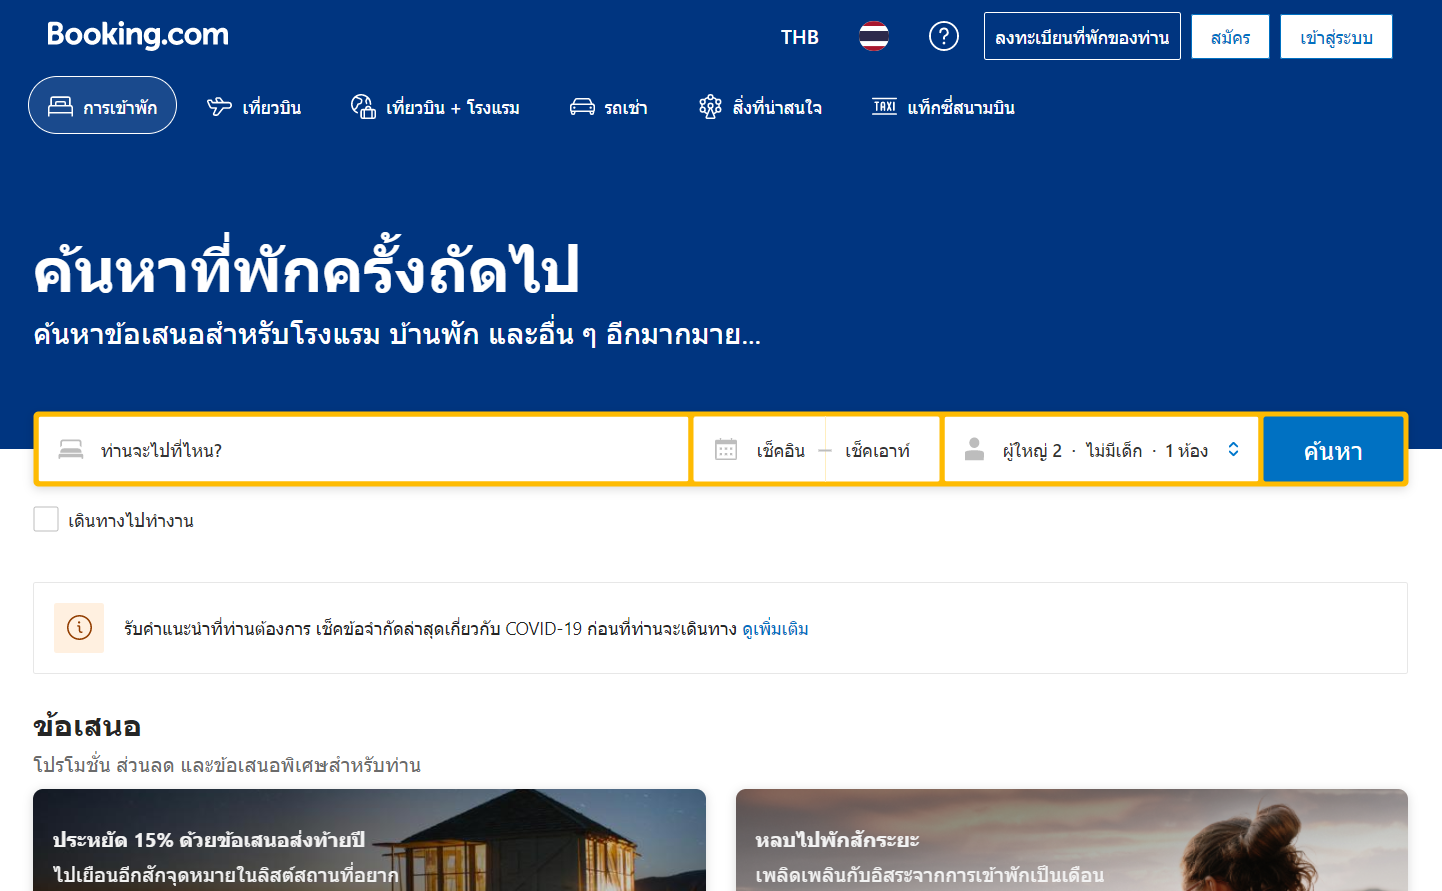 Booking.com
THB
ลงทะเบียนที่พักของท่าน
สมัคร
เข้าสู่ระบบ
การเข้าพัก
เที่ยวบิน
เที่ยวบิน + โรงแรม
รถเช่า
สิ่งที่น่าสนใจ
TAXI แท็กซี่สนามบิน
ค้นหาที่พักครั้งถัดไป
ค้นหาข้อเสนอสำหรับโรงแรม บ้านพัก และอื่น ๆ อีกมากมาย...
ท่านจะไปที่ไหน?
เช็คอิน — เช็คเอาท์
ผู้ใหญ่ 2 · ไม่มีเด็ก · 1 ห้อง
ค้นหา
เดินทางไปทำงาน
รับคำแนะนำที่ท่านต้องการ เช็คข้อจำกัดล่าสุดเกี่ยวกับ COVID-19 ก่อนที่ท่านจะเดินทาง ดูเพิ่มเติม
ข้อเสนอ
โปรโมชั่น ส่วนลด และข้อเสนอพิเศษสำหรับท่าน
ประหยัด 15% ด้วยข้อเสนอส่งท้ายปี
ไปเยือนอีกสักจุดหมายในลิสต์สถานที่อยาก
หลบไปพักสักระยะ
เพลิดเพลินกับอิสระจากการเข้าพักเป็นเดือน